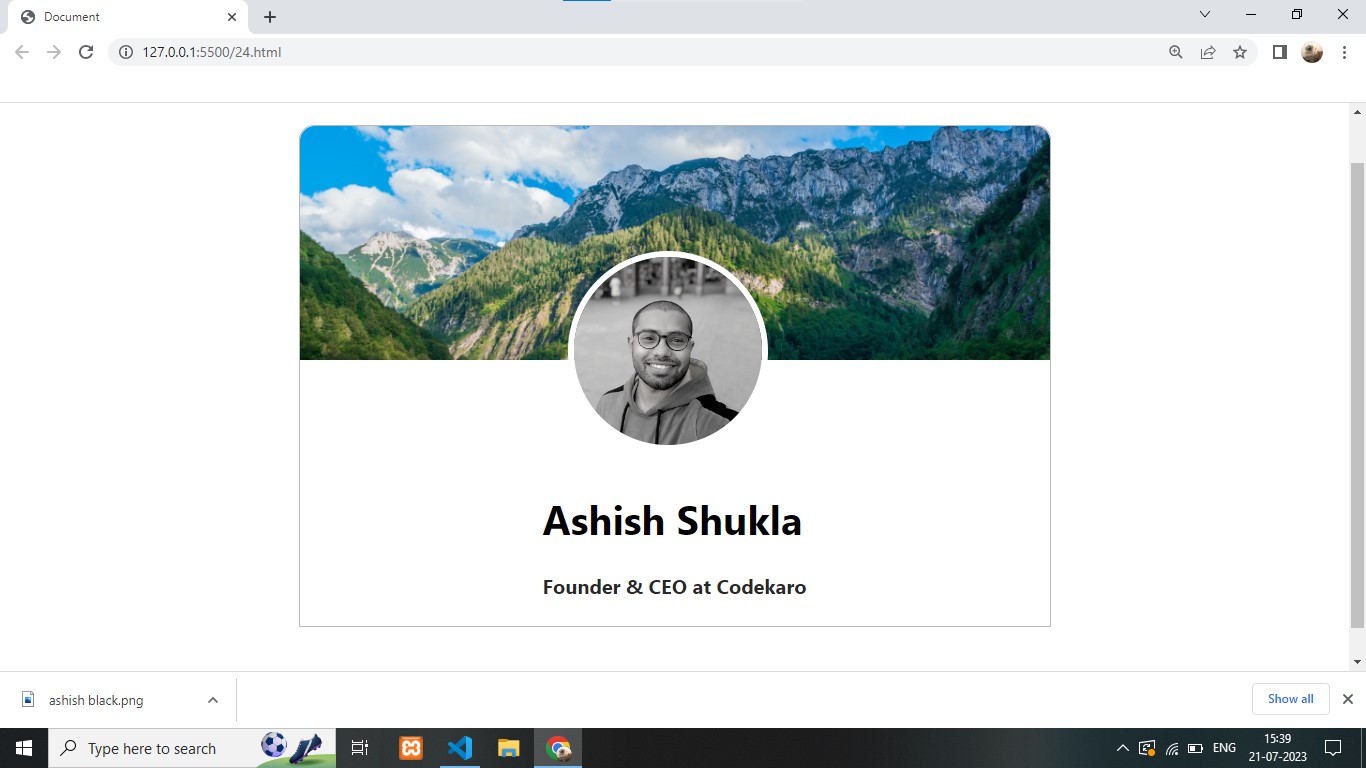 Document
127.0.0.1:5500/24.html
Ashish Shukla
Founder & CEO at Codekaro
ashish black.png
Show all
Type here to search
ENG
15:39
21-07-2023